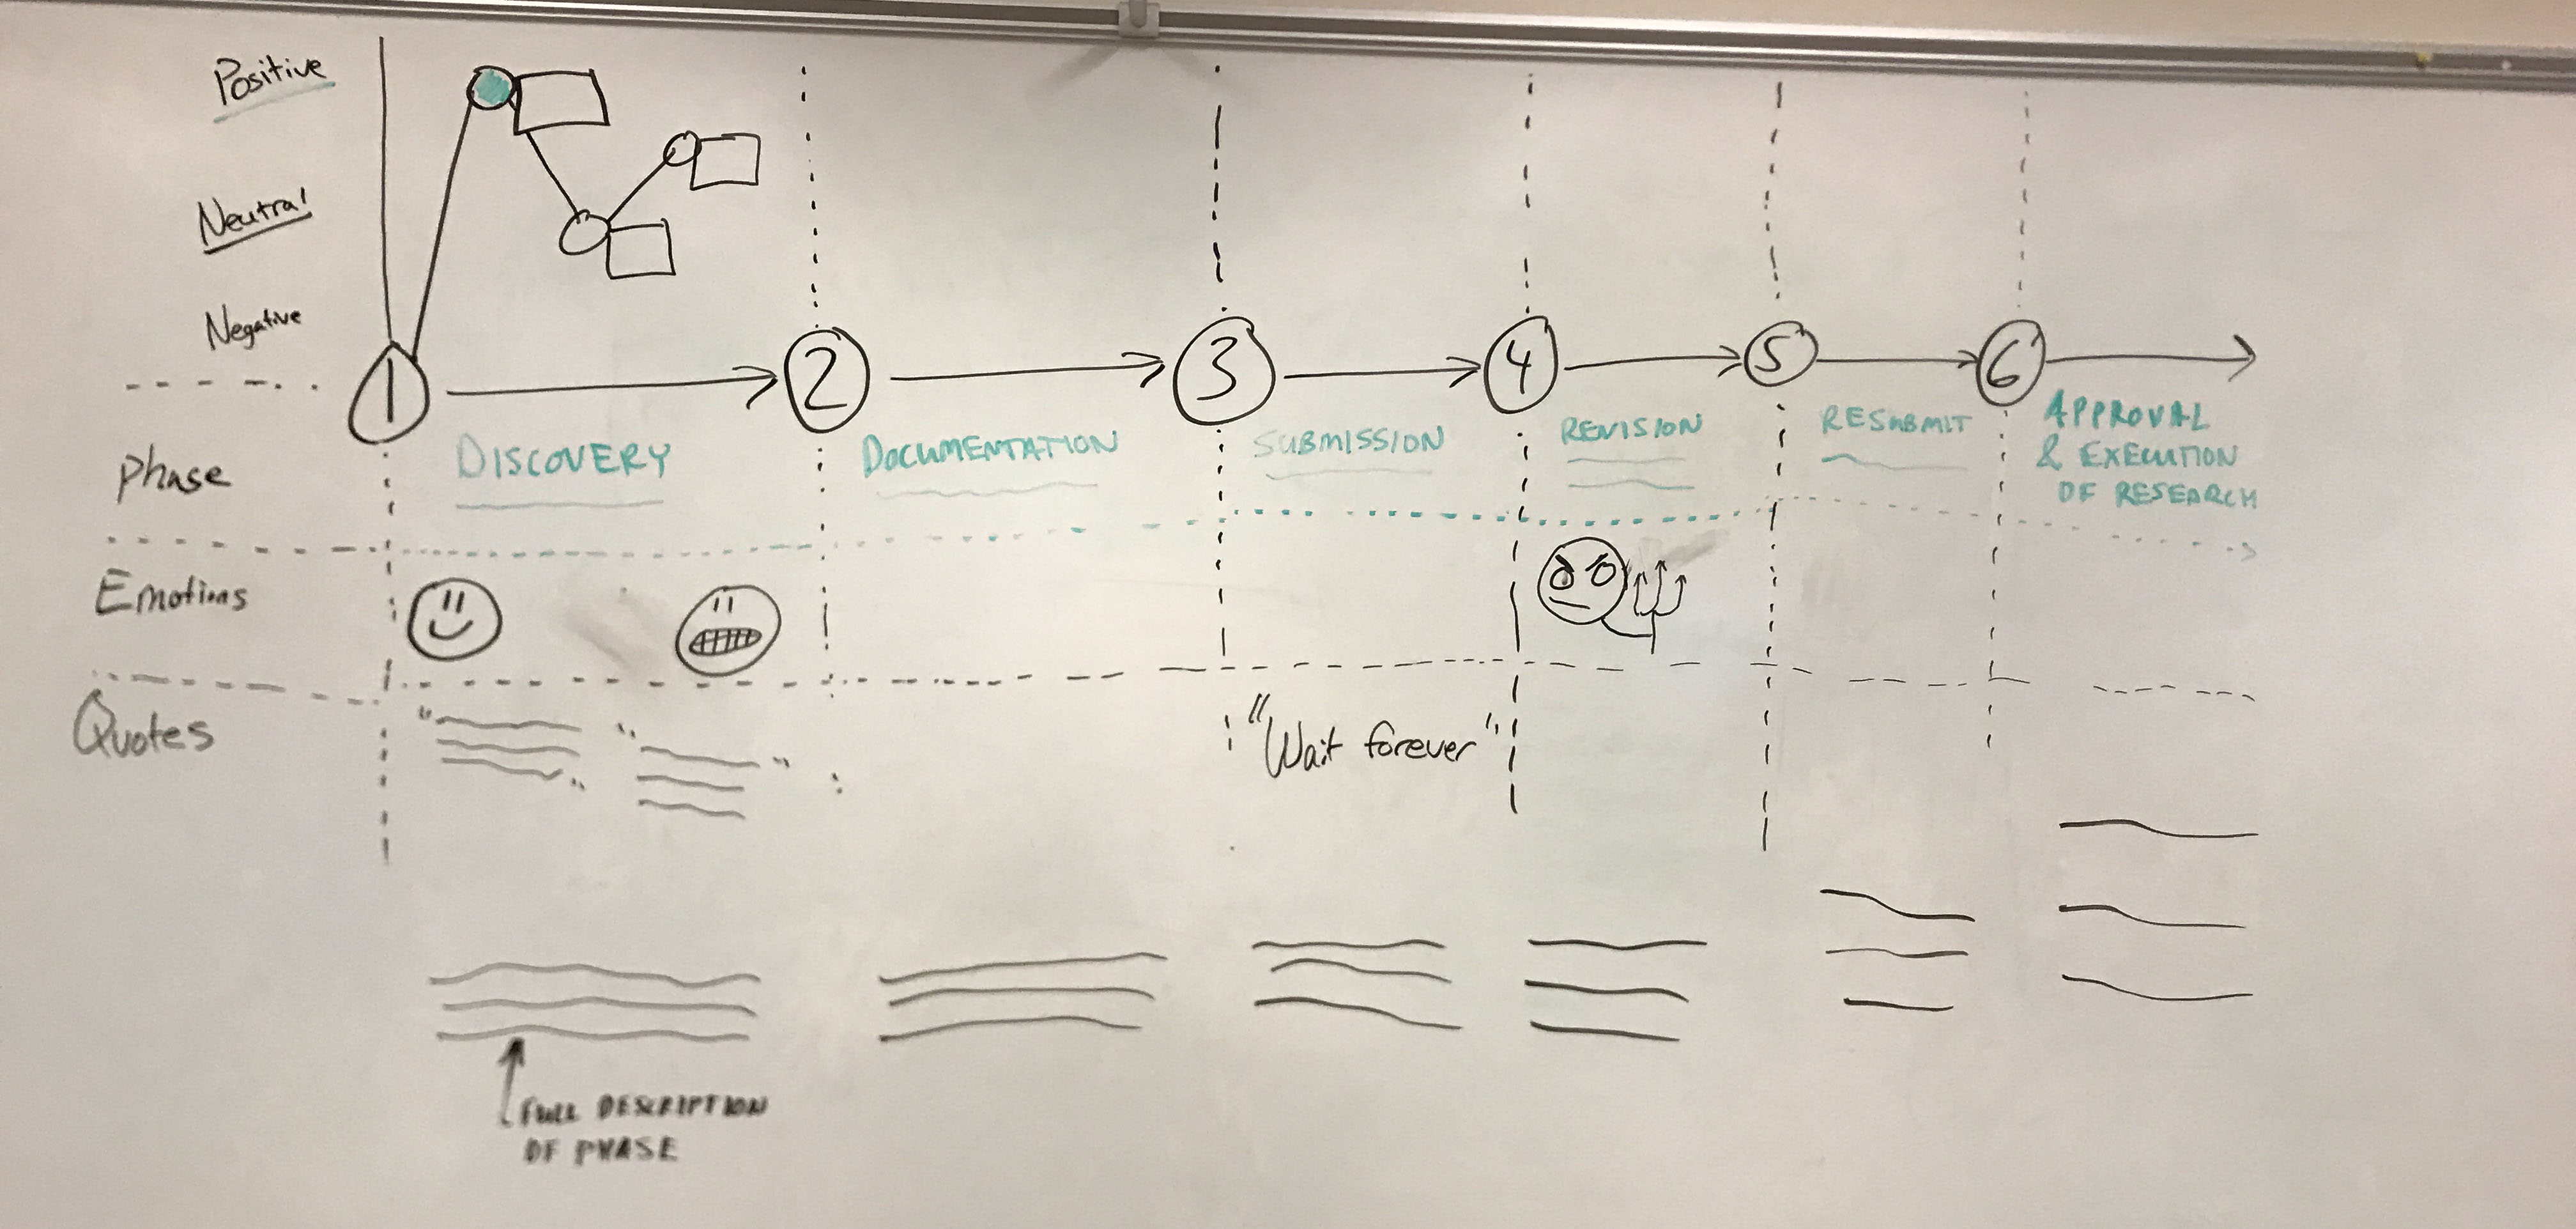 Positive
Neutral
Negative
1
2
3
4
5
6
Phase
DISCOVERY
DOCUMENTATION
SUBMISSION
REVISION
RESUBMIT
APPROVAL
& EXECUTION
OF RESEARCH
Emotions
Quotes
"Wait forever"
FULL DESCRIPTION
OF PHASE